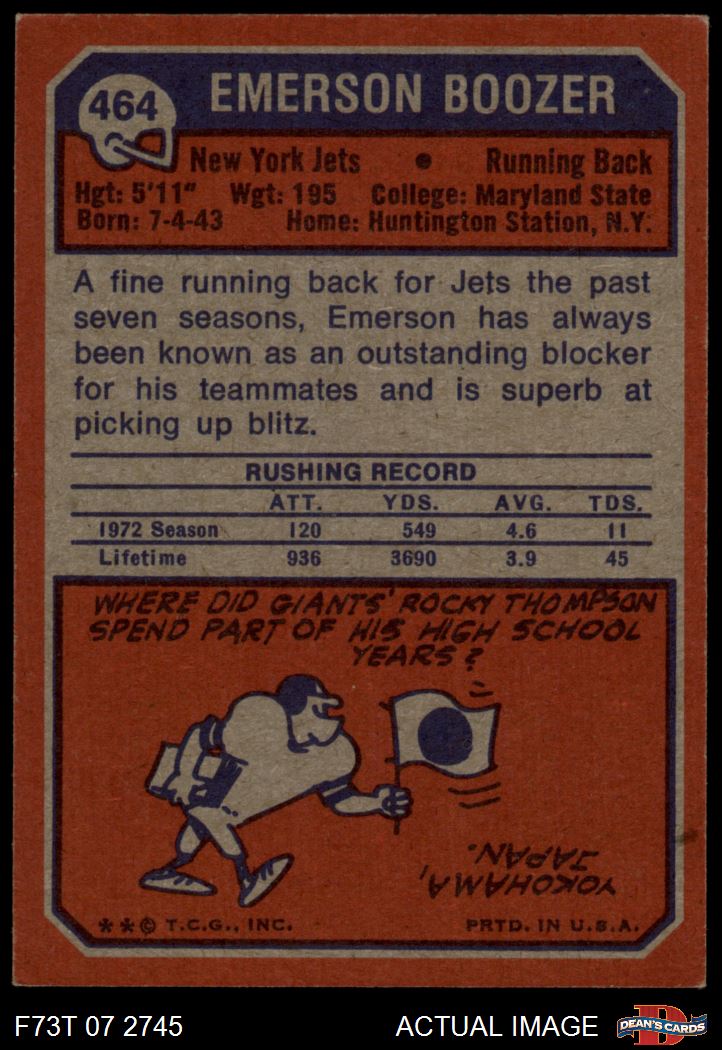 464
EMERSON BOOZER
New York Jets • Running Back
Hgt: 5'11" Wgt: 195 College: Maryland State
Born: 7-4-43 Home: Huntington Station, N.Y.
A fine running back for Jets the past
seven seasons, Emerson has always
been known as an outstanding blocker
for his teammates and is superb at
picking up blitz.
RUSHING RECORD
ATT. YDS. AVG. TDS.
1972 Season 120 549 4.6 11
Lifetime 936 3690 3.9 45
WHERE DID GIANTS' ROCKY THOMPSON
SPEND PART OF HIS HIGH SCHOOL
YEARS?
YOKOHAMA,
JAPAN.
**© T.C.G., INC. PRTD. IN U.S.A.
F73T 07 2745 ACTUAL IMAGE
D
DEAN'S CARDS